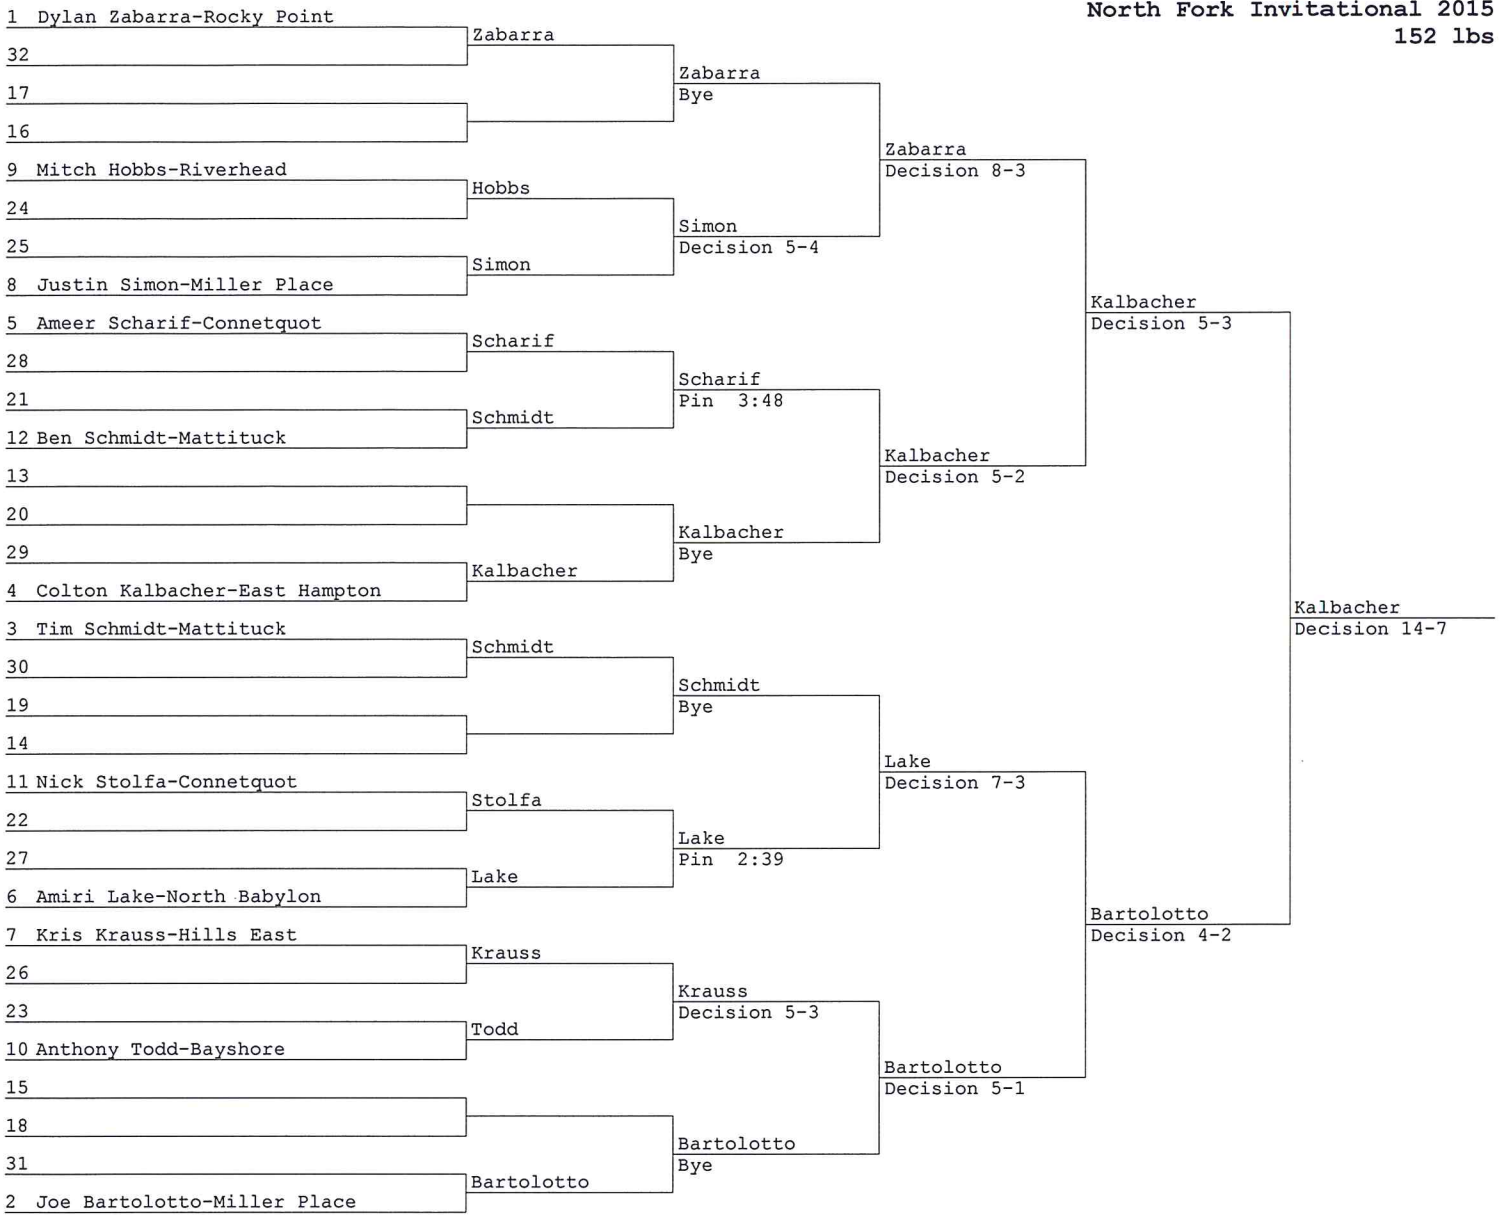 North Fork Invitational 2015
152 lbs
1 Dylan Zabarra-Rocky Point
32
17
16
9 Mitch Hobbs-Riverhead
24
25
8 Justin Simon-Miller Place
5 Ameer Scharif-Connetquot
28
21
12 Ben Schmidt-Mattituck
13
20
29
4 Colton Kalbacher-East Hampton
3 Tim Schmidt-Mattituck
30
19
14
11 Nick Stolfa-Connetquot
22
27
6 Amiri Lake-North Babylon
7 Kris Krauss-Hills East
26
23
10 Anthony Todd-Bayshore
15
18
31
2 Joe Bartolotto-Miller Place
Zabarra
Hobbs
Simon
Scharif
Schmidt
Kalbacher
Schmidt
Stolfa
Lake
Krauss
Todd
Bartolotto
Zabarra
Bye
Simon
Decision 5-4
Scharif
Pin 3:48
Kalbacher
Bye
Schmidt
Bye
Lake
Pin 2:39
Krauss
Decision 5-3
Bartolotto
Bye
Zabarra
Decision 8-3
Kalbacher
Decision 5-2
Lake
Decision 7-3
Bartolotto
Decision 5-1
Kalbacher
Decision 5-3
Bartolotto
Decision 4-2
Kalbacher
Decision 14-7